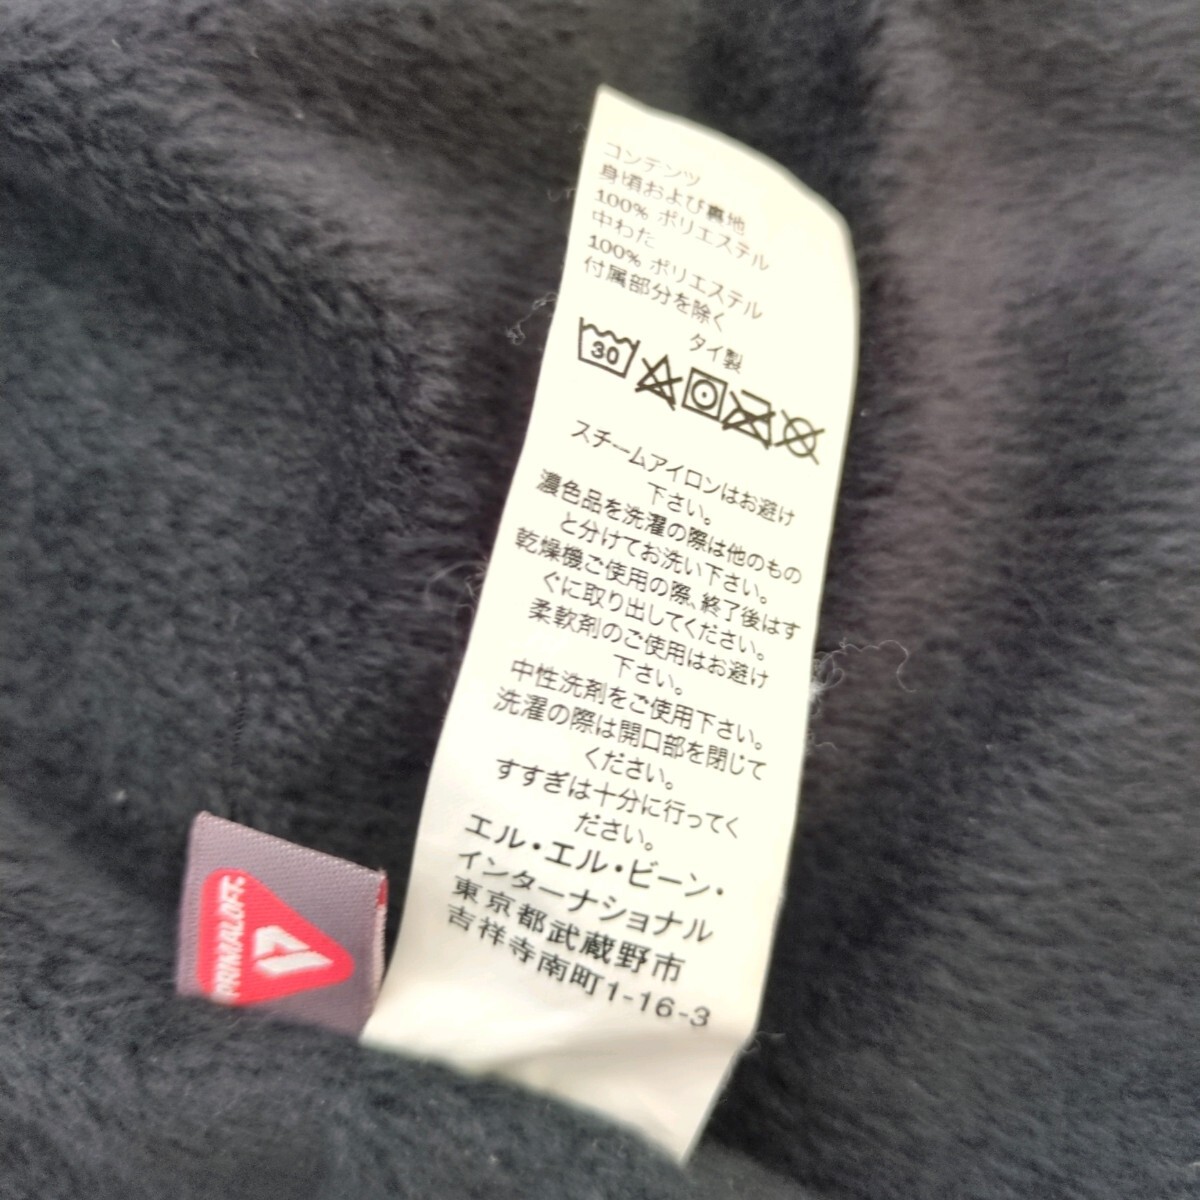 コンテンツ
身頃および裏地
100% ポリエステル
中わた
100% ポリエステル
付属部分を除く
タイ製
30
スチームアイロンはお避け
下さい。
濃色品を洗濯の際は他のもの
と分けてお洗い下さい。
乾燥機ご使用の際、終了後はす
ぐに取り出してください。
柔軟剤のご使用はお避け
下さい。
中性洗剤をご使用下さい。
洗濯の際は開口部を閉じて
ください。
すすぎは十分に行ってく
ださい。
エル・エル・ビーン・
インターナショナル
東京都武蔵野市
吉祥寺南町1-16-3
PRIMALOFT